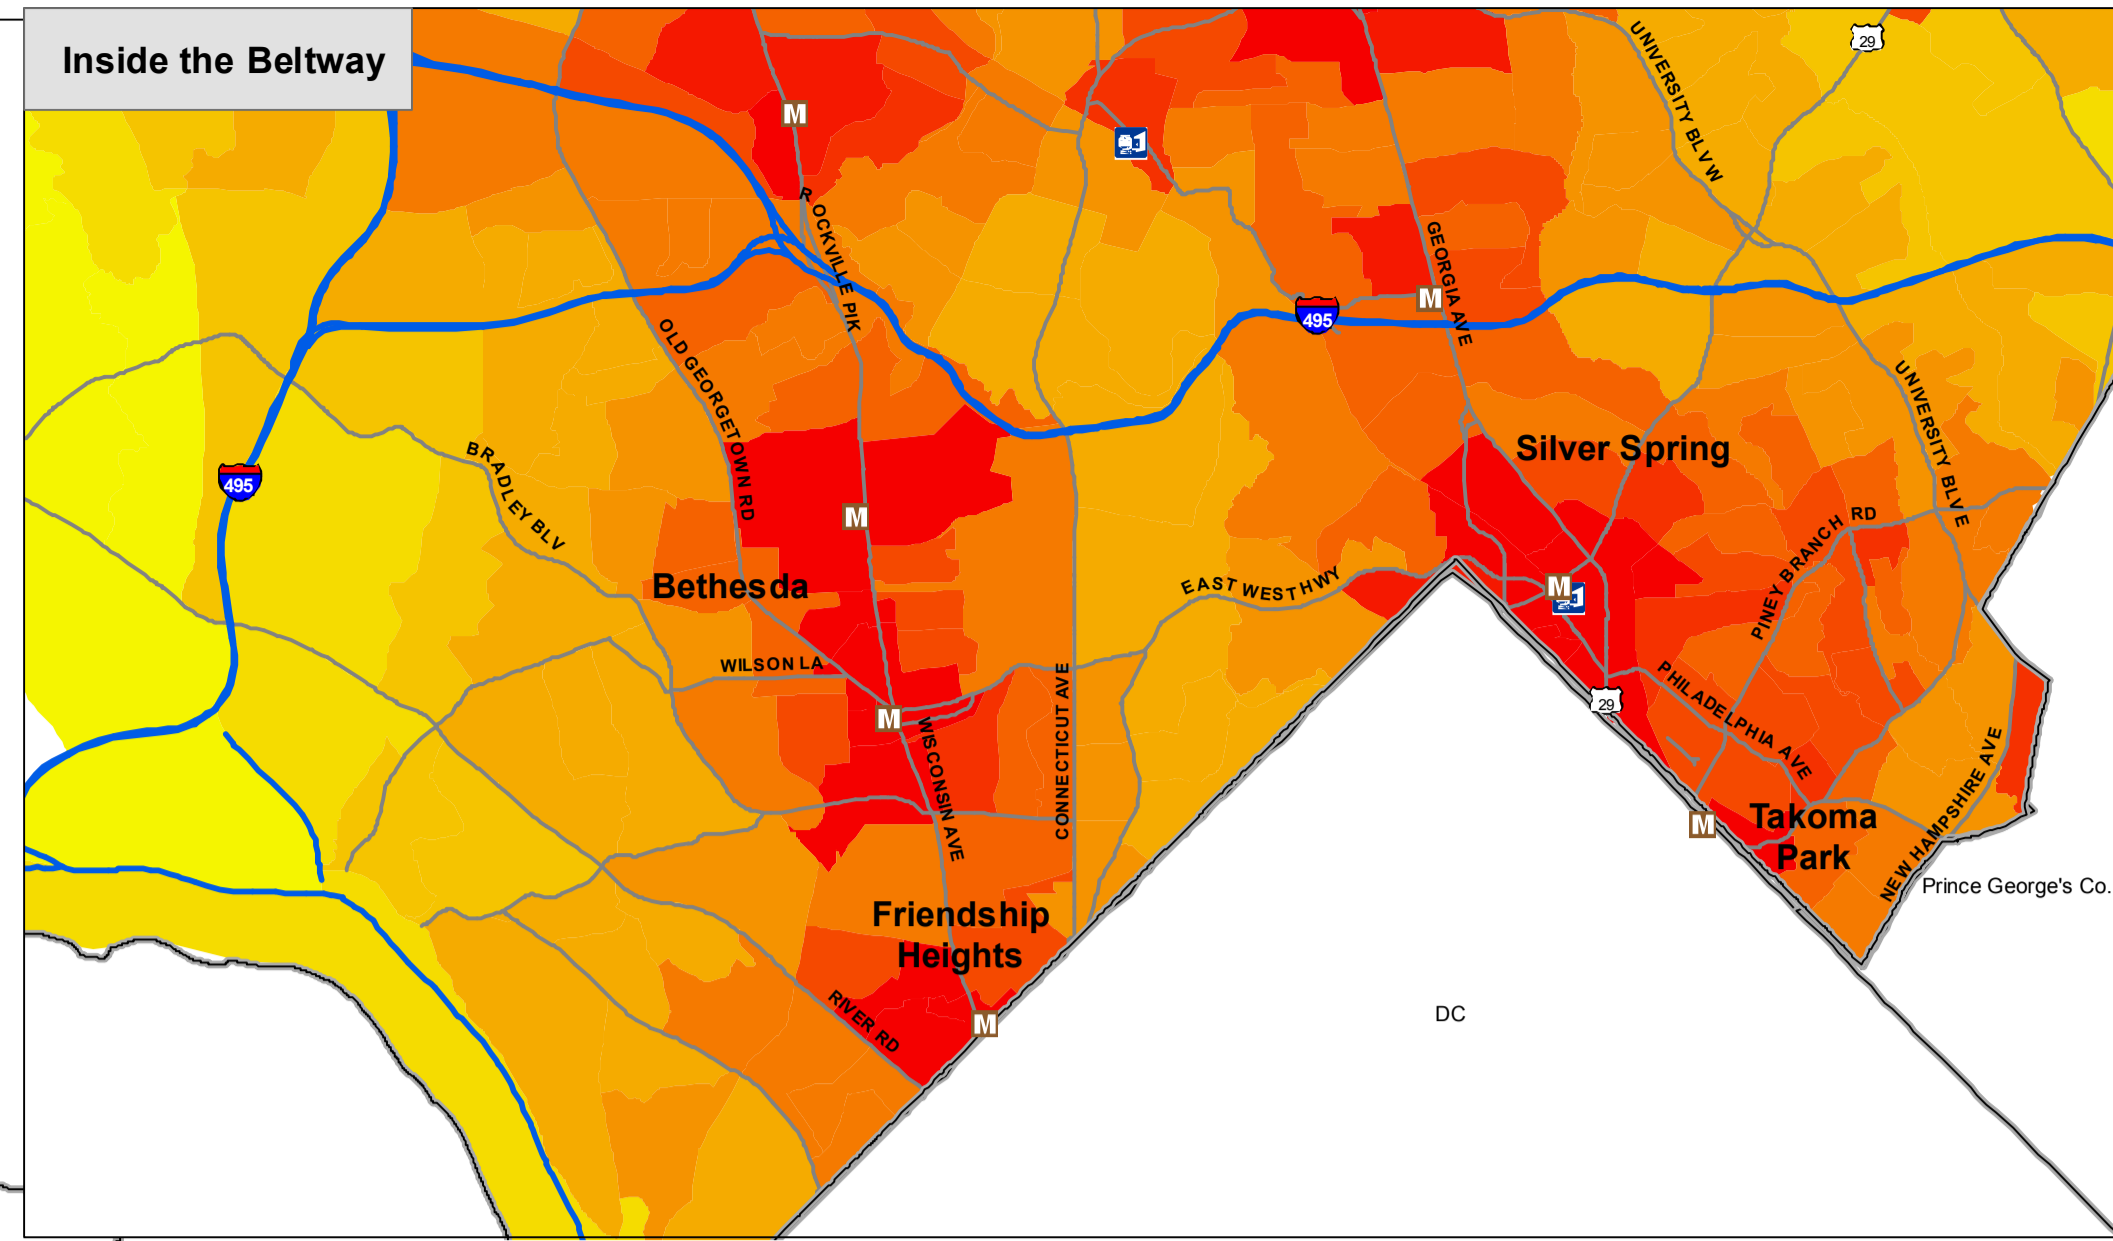 Inside the Beltway
29
UNIVERSITY BLV W
M
ROCKVILLE PIK
GEORGIA AVE
M
495
OLD GEORGETOWN RD
UNIVERSITY BLV E
BRADLEY BLV
Silver Spring
495
M
PINEY BRANCH RD
EAST WEST HWY
Bethesda
M
WILSON LA
CONNECTICUT AVE
PHILADELPHIA AVE
29
M
WISCONSIN AVE
NEW HAMPSHIRE AVE
M
Takoma
Park
Prince George's Co.
Friendship
Heights
RIVER RD
M
DC